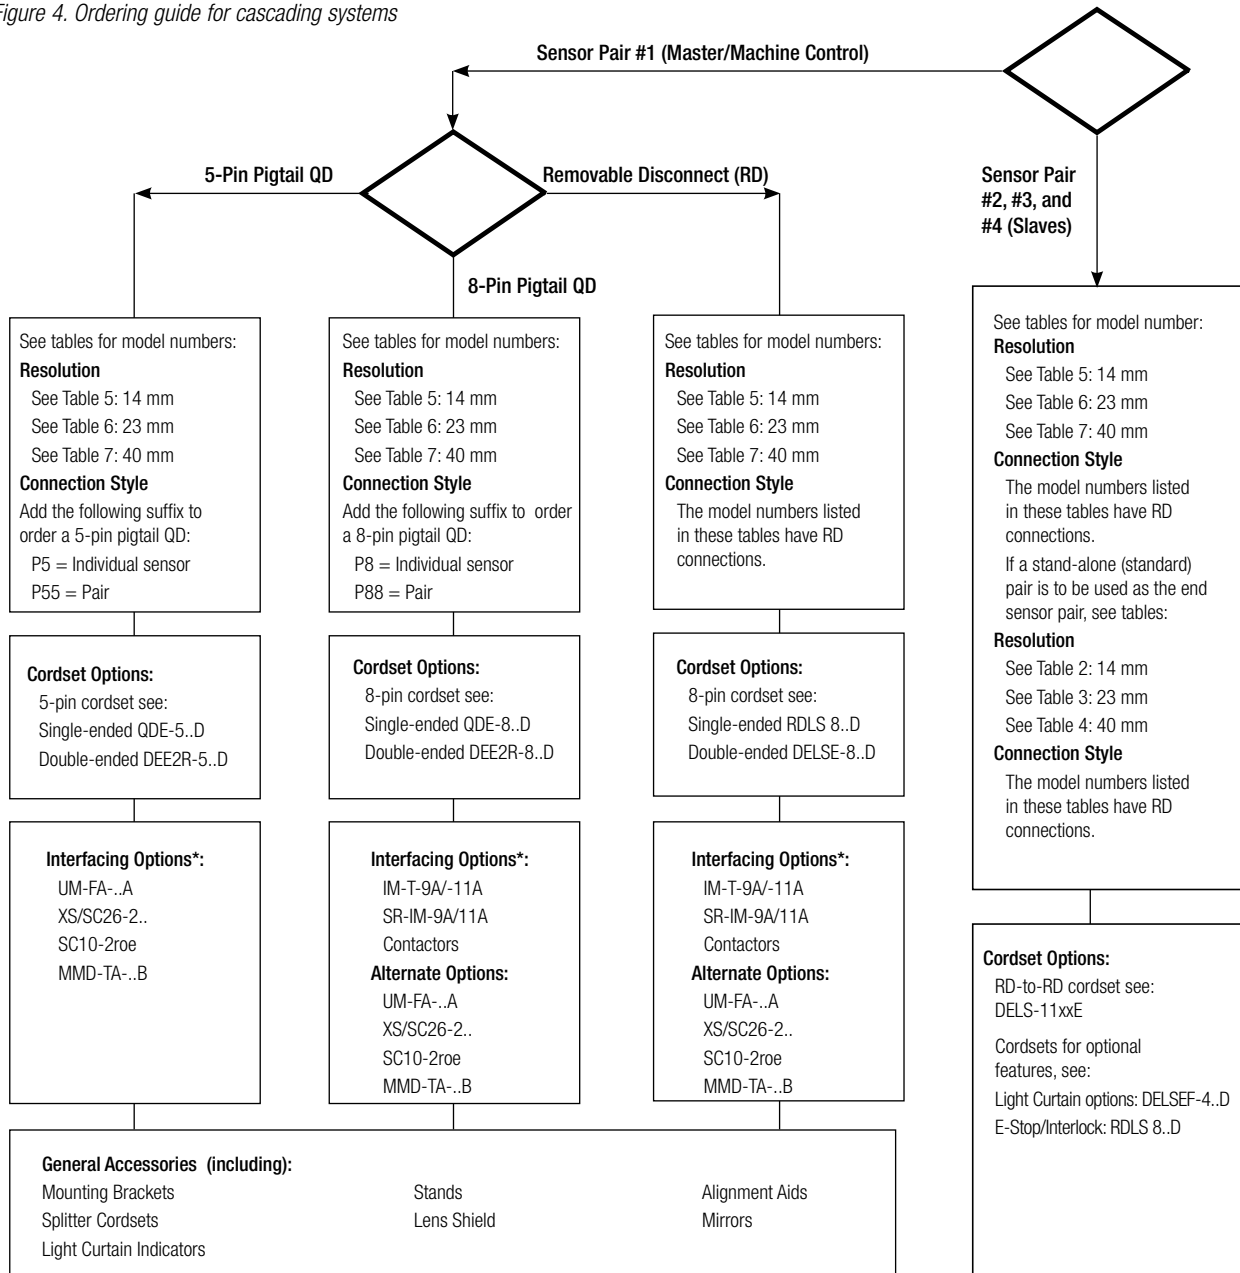 Figure 4. Ordering guide for cascading systems
Sensor Pair #1 (Master/Machine Control)
5-Pin Pigtail QD
Removable Disconnect (RD)
8-Pin Pigtail QD
Sensor Pair
#2, #3, and
#4 (Slaves)
See tables for model numbers:
Resolution
See Table 5: 14 mm
See Table 6: 23 mm
See Table 7: 40 mm
Connection Style
Add the following suffix to
order a 5-pin pigtail QD:
P5 = Individual sensor
P55 = Pair
Cordset Options:
5-pin cordset see:
Single-ended QDE-5..D
Double-ended DEE2R-5..D
Interfacing Options*:
UM-FA-..A
XS/SC26-2..
SC10-2roe
MMD-TA-..B
See tables for model numbers:
Resolution
See Table 5: 14 mm
See Table 6: 23 mm
See Table 7: 40 mm
Connection Style
Add the following suffix to order
a 8-pin pigtail QD:
P8 = Individual sensor
P88 = Pair
Cordset Options:
8-pin cordset see:
Single-ended QDE-8..D
Double-ended DEE2R-8..D
Interfacing Options*:
IM-T-9A/-11A
SR-IM-9A/11A
Contactors
Alternate Options:
UM-FA-..A
XS/SC26-2..
SC10-2roe
MMD-TA-..B
See tables for model numbers:
Resolution
See Table 5: 14 mm
See Table 6: 23 mm
See Table 7: 40 mm
Connection Style
The model numbers listed
in these tables have RD
connections.
Cordset Options:
8-pin cordset see:
Single-ended RDLS 8..D
Double-ended DELSE-8..D
Interfacing Options*:
IM-T-9A/-11A
SR-IM-9A/11A
Contactors
Alternate Options:
UM-FA-..A
XS/SC26-2..
SC10-2roe
MMD-TA-..B
See tables for model number:
Resolution
See Table 5: 14 mm
See Table 6: 23 mm
See Table 7: 40 mm
Connection Style
The model numbers listed
in these tables have RD
connections.
If a stand-alone (standard)
pair is to be used as the end
sensor pair, see tables:
Resolution
See Table 2: 14 mm
See Table 3: 23 mm
See Table 4: 40 mm
Connection Style
The model numbers listed
in these tables have RD
connections.
Cordset Options:
RD-to-RD cordset see:
DELS-11xxE
Cordsets for optional
features, see:
Light Curtain options: DELSEF-4..D
E-Stop/Interlock: RDLS 8..D
General Accessories (including):
Mounting Brackets
Splitter Cordsets
Light Curtain Indicators
Stands
Lens Shield
Alignment Aids
Mirrors